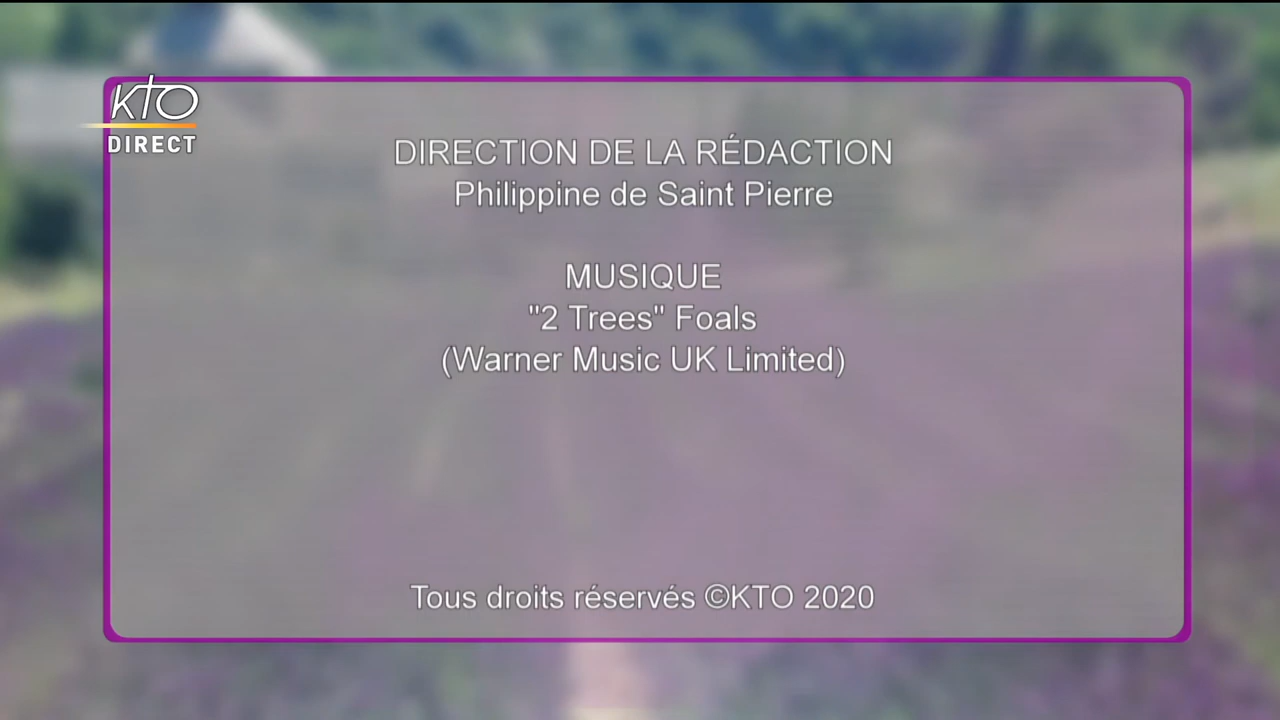 KTO
DIRECT
DIRECTION DE LA RÉDACTION
Philippine de Saint Pierre
MUSIQUE
"2 Trees" Foals
(Warner Music UK Limited)
Tous droits réservés ©KTO 2020